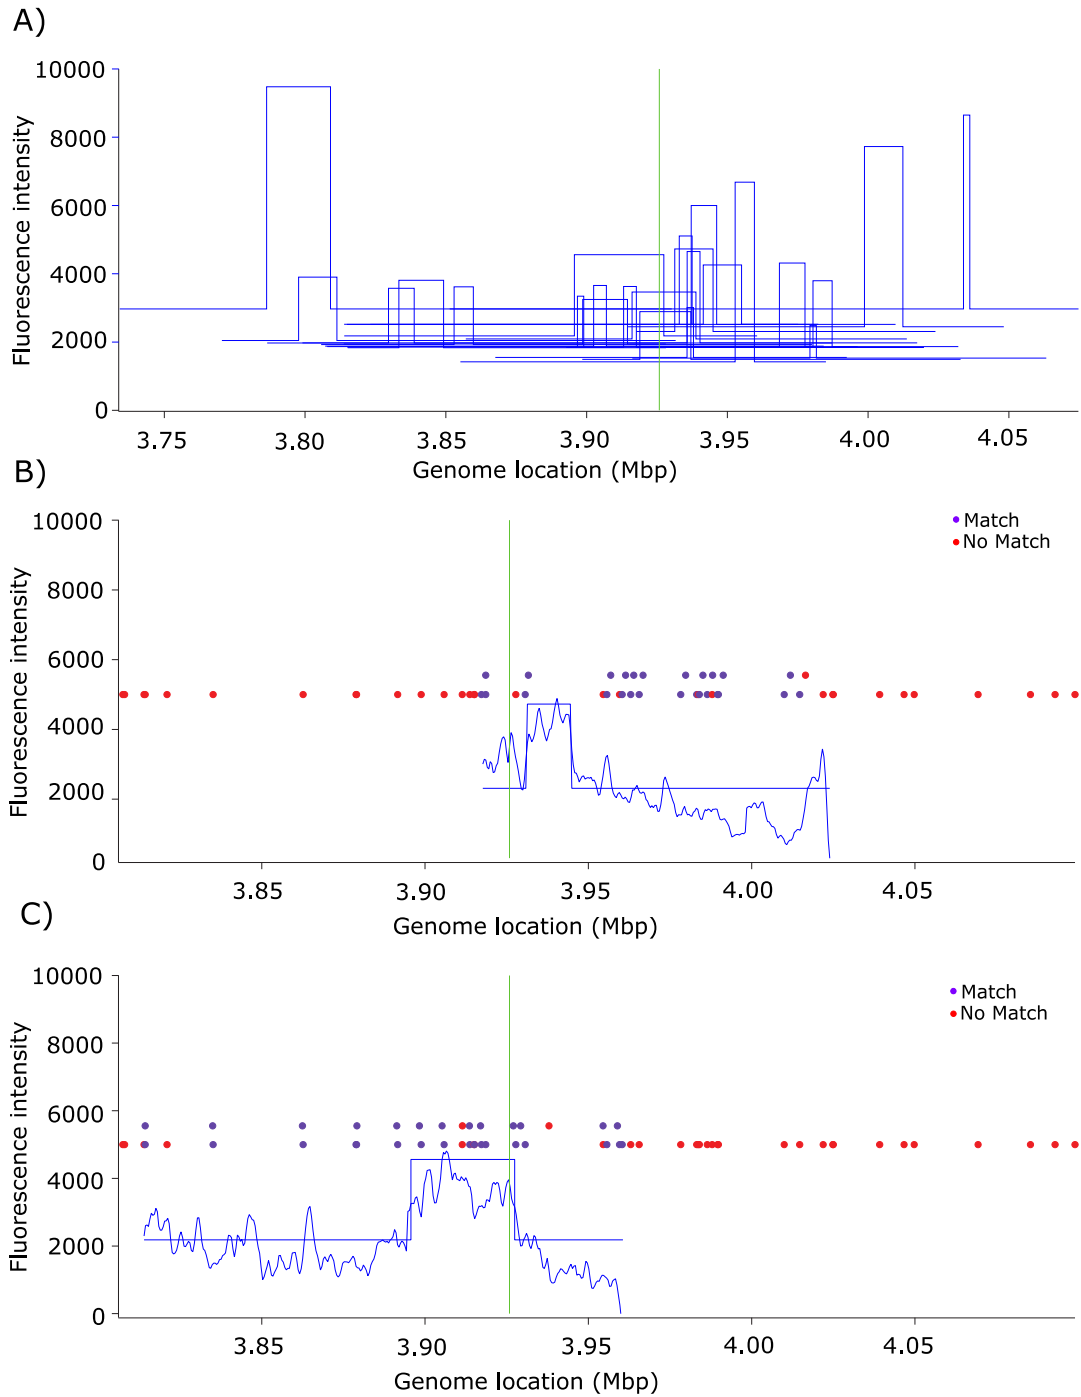 A)
10000
8000
6000
4000
2000
0
Fluorescence intensity
3.75 3.80 3.85 3.90 3.95 4.00 4.05
Genome location (Mbp)
B)
10000
8000
6000
4000
2000
0
Fluorescence intensity
Match
No Match
3.85 3.90 3.95 4.00 4.05
Genome location (Mbp)
C)
10000
8000
6000
4000
2000
0
Fluorescence intensity
Match
No Match
3.85 3.90 3.95 4.00 4.05
Genome location (Mbp)